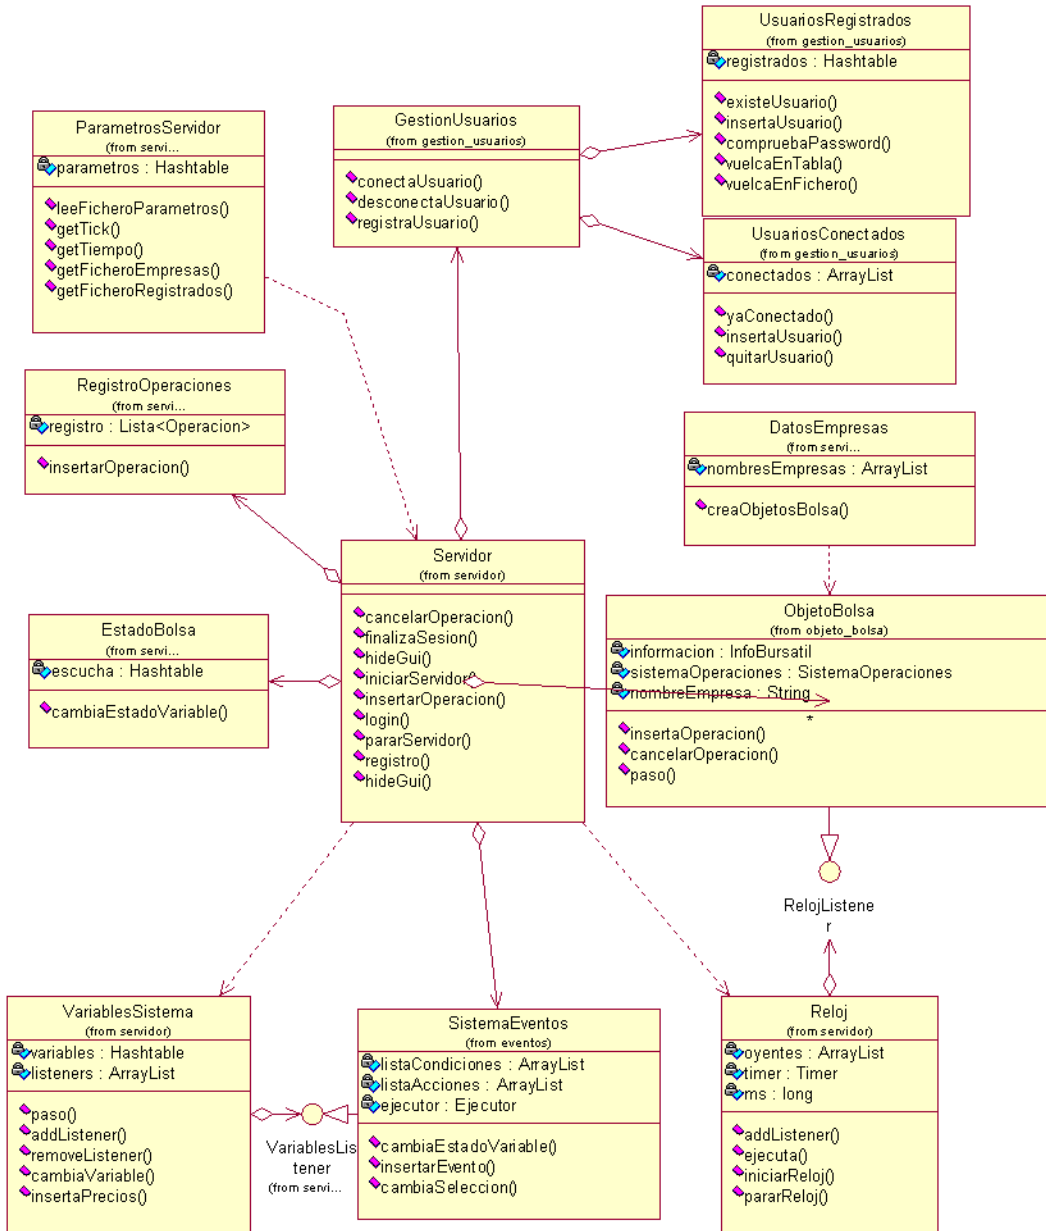 UsuariosRegistrados
(from gestion_usuarios)
registrados : Hashtable
existeUsuario()
insertaUsuario()
compruebaPassword()
vuelcaEnTabla()
vuelcaEnFichero()
GestionUsuarios
(from gestion_usuarios)
conectaUsuario()
desconectaUsuario()
registraUsuario()
ParametrosServidor
(from servi...
parametros : Hashtable
leeFicheroParametros()
getTick()
getTiempo()
getFicheroEmpresas()
getFicheroRegistrados()
UsuariosConectados
(from gestion_usuarios)
conectados : ArrayList
yaConectado()
insertaUsuario()
quitarUsuario()
RegistroOperaciones
(from servi...
registro : Lista<Operacion>
insertarOperacion()
DatosEmpresas
(from servi...
nombresEmpresas : ArrayList
creaObjetosBolsa()
Servidor
(from servidor)
cancelarOperacion()
finalizaSesion()
hideGui()
iniciarServidor()
insertarOperacion()
login()
pararServidor()
registro()
hideGui()
EstadoBolsa
(from servi...
escucha : Hashtable
cambiaEstadoVariable()
ObjetoBolsa
(from objeto_bolsa)
informacion : InfoBursatil
sistemaOperaciones : SistemaOperaciones
nombreEmpresa : String
*
insertaOperacion()
cancelarOperacion()
paso()
RelojListene
r
VariablesSistema
(from servidor)
variables : Hashtable
listeners : ArrayList
paso()
addListener()
removeListener()
cambiaVariable()
insertaPrecios()
VariablesLis
tener
(from servi...
SistemaEventos
(from eventos)
listaCondiciones : ArrayList
listaAcciones : ArrayList
ejecutor : Ejecutor
cambiaEstadoVariable()
insertarEvento()
cambiaSeleccion()
Reloj
(from servidor)
oyentes : ArrayList
timer : Timer
ms : long
addListener()
ejecuta()
iniciarReloj()
pararReloj()